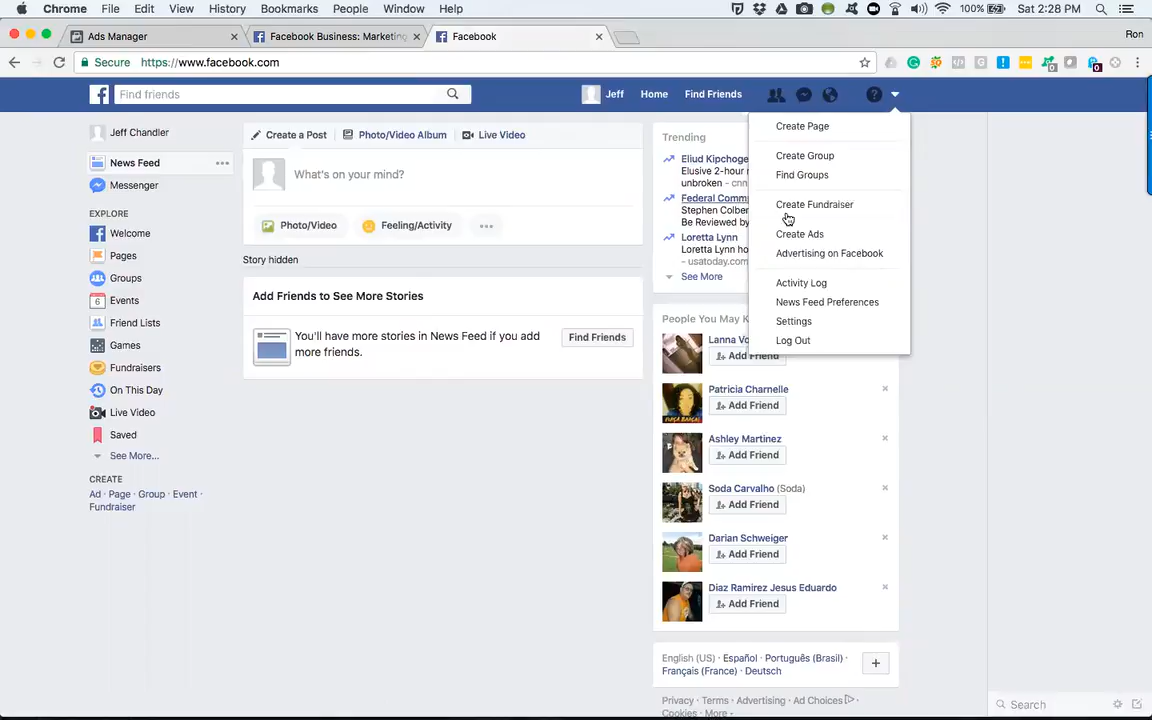 Chrome File Edit View History Bookmarks People Window Help 100% Sat 2:28 PM
Ads Manager
Facebook Business: Marketing
Facebook
Ron
Secure https://www.facebook.com
Find friends
Jeff Home Find Friends
Jeff Chandler
News Feed
Messenger
EXPLORE
Welcome
Pages
Groups
Events
Friend Lists
Games
Fundraisers
On This Day
Live Video
Saved
See More...
CREATE
Ad · Page · Group · Event ·
Fundraiser
Create a Post Photo/Video Album Live Video
What's on your mind?
Photo/Video Feeling/Activity
Story hidden
Add Friends to See More Stories
You'll have more stories in News Feed if you add
more friends.
Find Friends
Trending
Eliud Kipchoge
Elusive 2-hour
unbroken - cnn
Federal Comm
Stephen Colber
Be Reviewed by
Loretta Lynn
Loretta Lynn ho
- usatoday.com
See More
Create Page
Create Group
Find Groups
Create Fundraiser
Create Ads
Advertising on Facebook
Activity Log
News Feed Preferences
Settings
Log Out
People You May K
Lanna Vo
Add Friend
Patricia Charnelle
Add Friend
Ashley Martinez
Add Friend
Soda Carvalho (Soda)
Add Friend
Darian Schweiger
Add Friend
Diaz Ramirez Jesus Eduardo
Add Friend
English (US) · Español · Português (Brasil) ·
Français (France) · Deutsch
Privacy · Terms · Advertising · Ad Choices ·
Cookies · More
Search